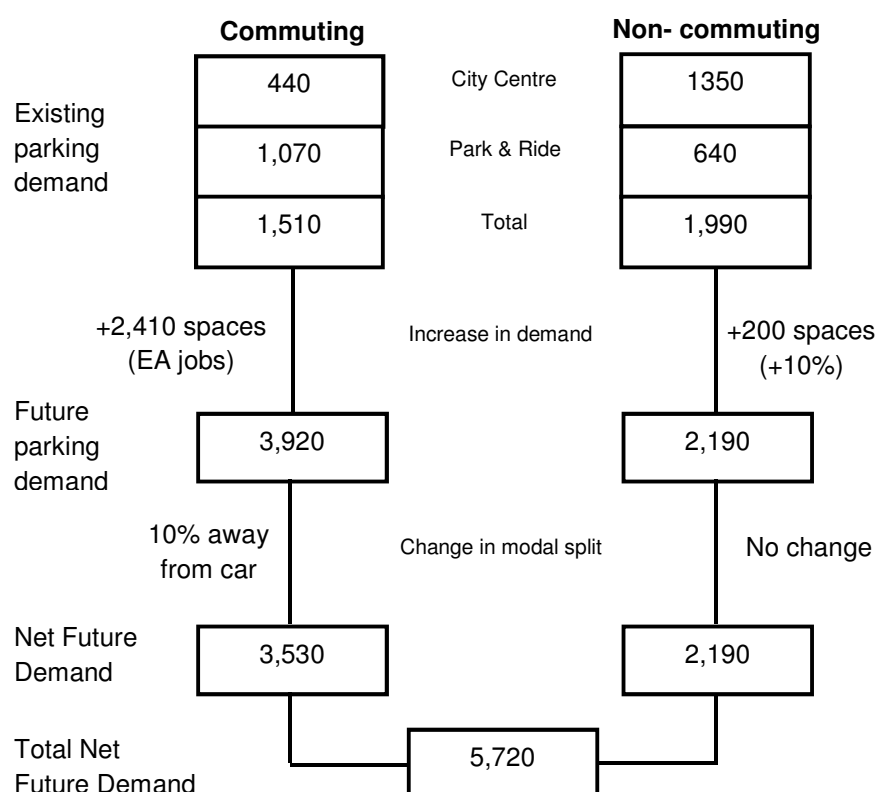 Commuting
Non- commuting
Existing
parking
demand
440
City Centre
1350
1,070
Park & Ride
640
1,510
Total
1,990
+2,410 spaces
(EA jobs)
Increase in demand
+200 spaces
(+10%)
Future
parking
demand
3,920
2,190
10% away
from car
Change in modal split
No change
Net Future
Demand
3,530
2,190
Total Net
Future Demand
5,720